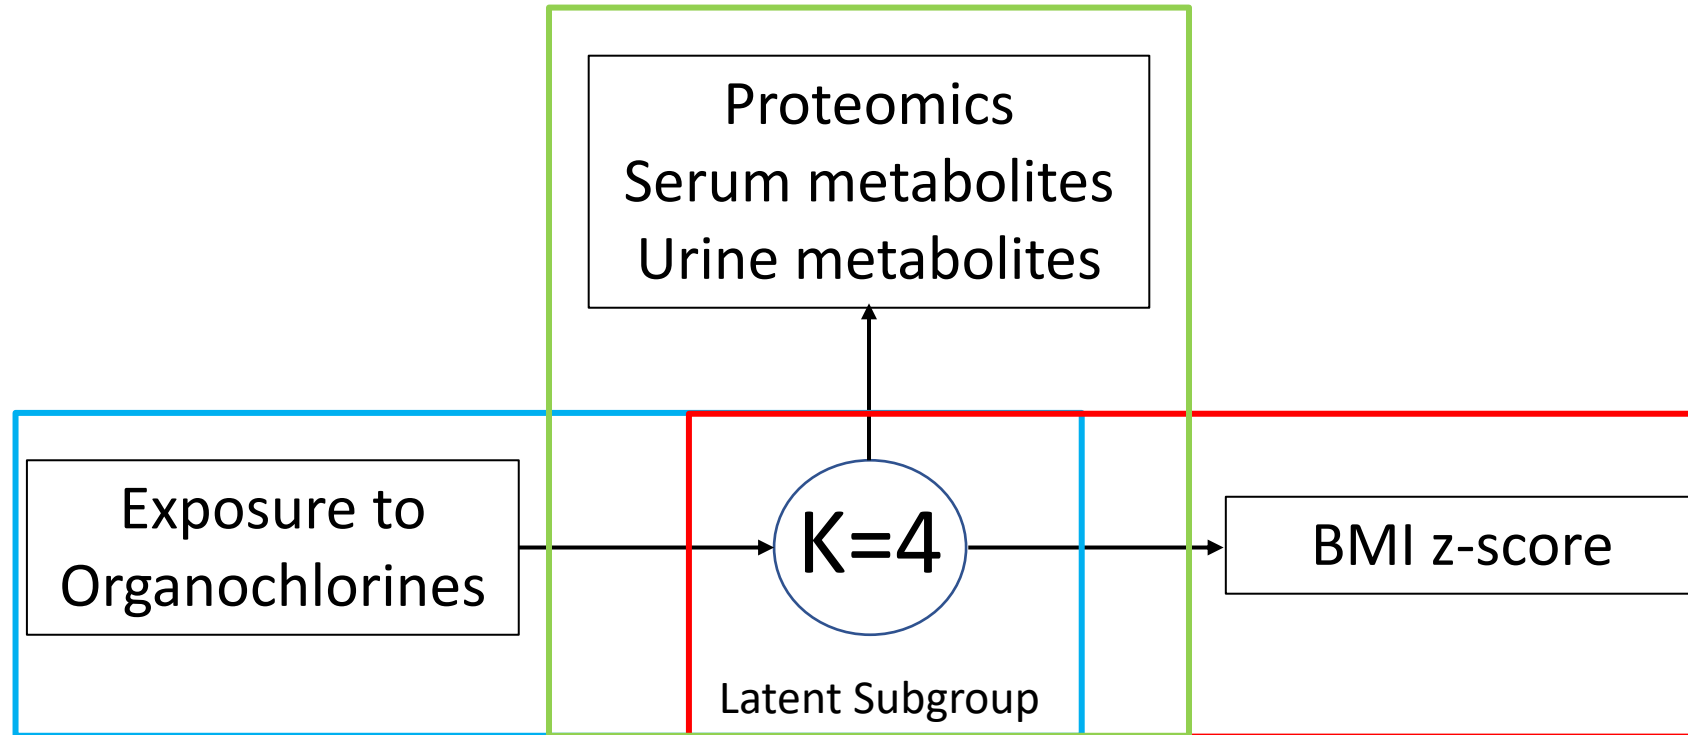 Proteomics
Serum metabolites
Urine metabolites
Exposure to
Organochlorines
K=4
BMI z-score
Latent Subgroup